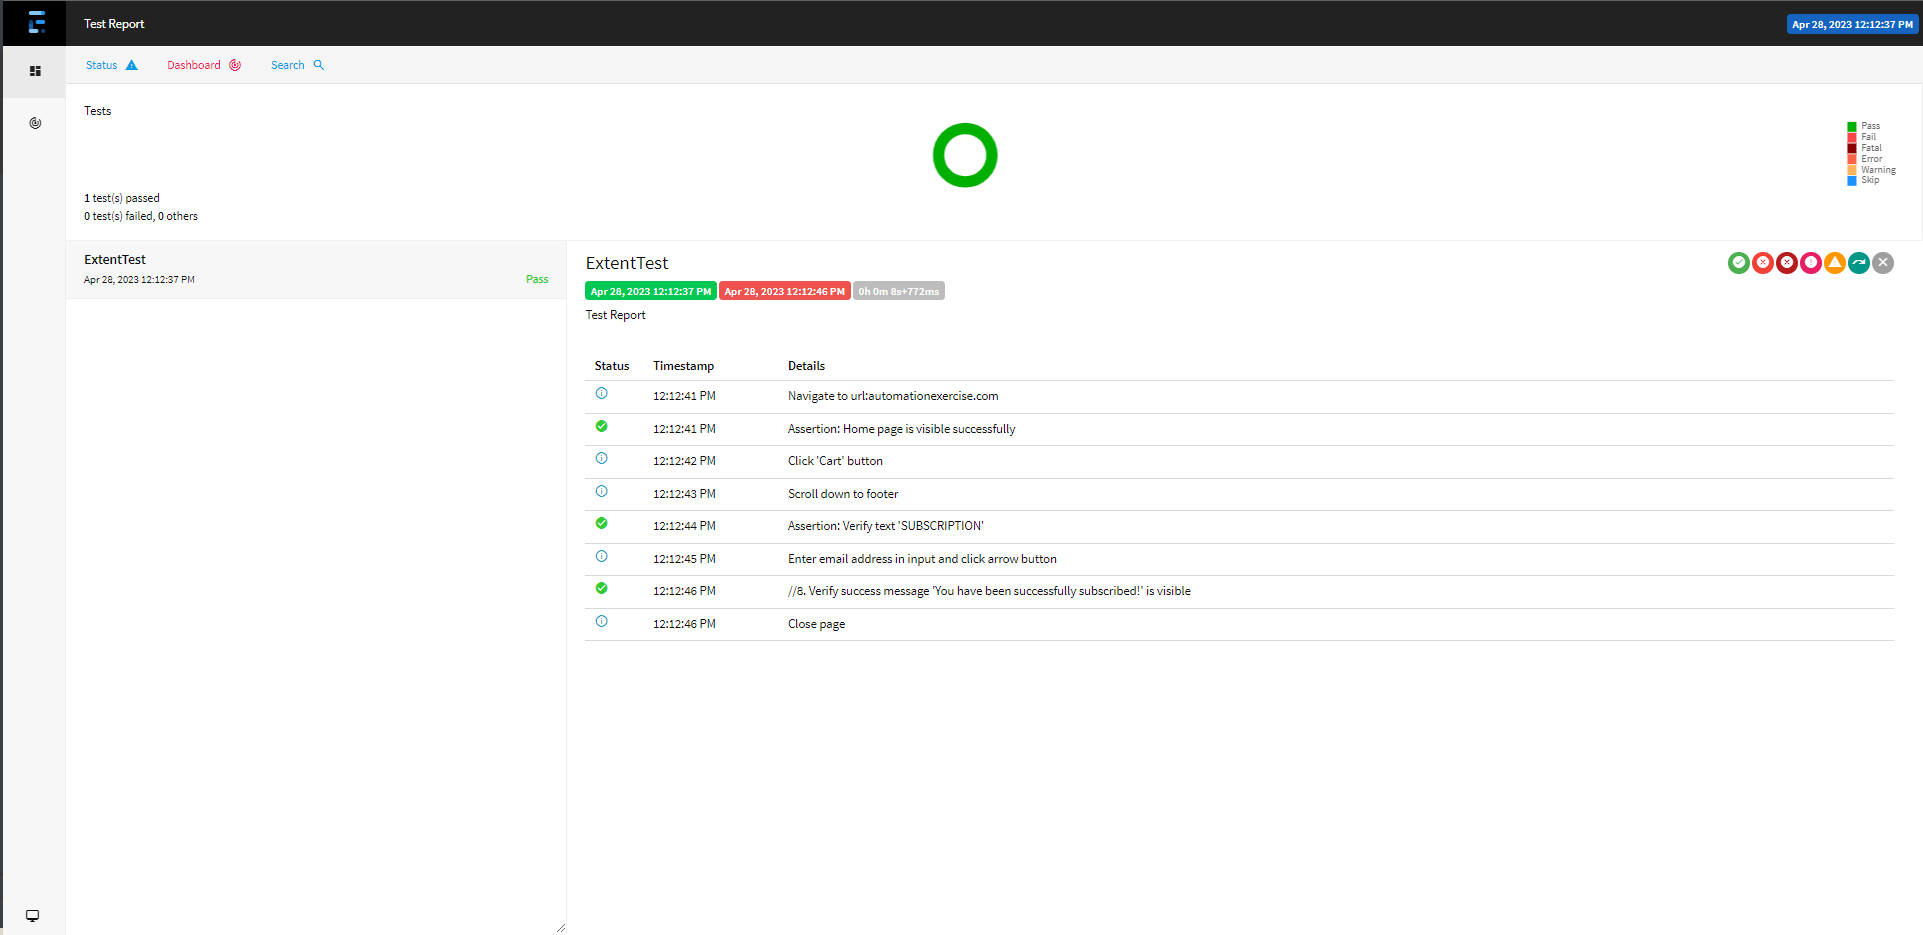 Test Report
Apr 28, 2023 12:12:37 PM
Status
Dashboard
Search
Tests
1 test(s) passed
0 test(s) failed, 0 others
Pass
Fail
Fatal
Error
Warning
Skip
ExtentTest
Apr 28, 2023 12:12:37 PM
Pass
ExtentTest
Apr 28, 2023 12:12:37 PM Apr 28, 2023 12:12:46 PM 0h 0m 8s+772ms
Test Report
Status Timestamp Details
12:12:41 PM Navigate to url:automationexercise.com
12:12:41 PM Assertion: Home page is visible successfully
12:12:42 PM Click 'Cart' button
12:12:43 PM Scroll down to footer
12:12:44 PM Assertion: Verify text 'SUBSCRIPTION'
12:12:45 PM Enter email address in input and click arrow button
12:12:46 PM //8. Verify success message 'You have been successfully subscribed!' is visible
12:12:46 PM Close page